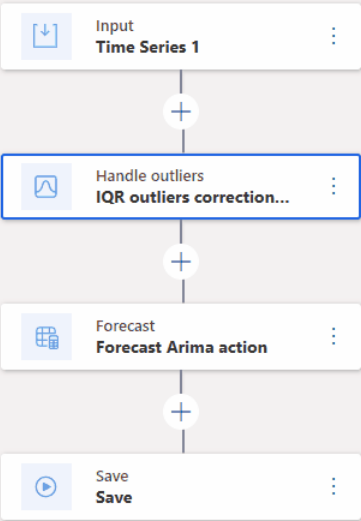 Input
Time Series 1
Handle outliers
IQR outliers correction...
Forecast
Forecast Arima action
Save
Save